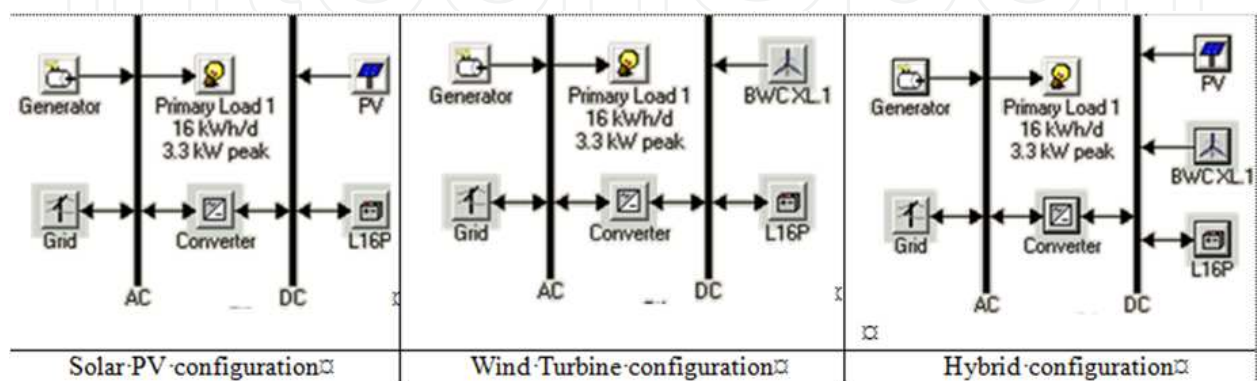 Generator
Primary Load 1
16 kWh/d
3.3 kW peak
PV
Grid
Converter
L16P
AC
DC
Solar·PV·configuration¤
Generator
Primary Load 1
16 kWh/d
3.3 kW peak
BWC XL.1
Grid
Converter
L16P
AC
DC
¤
Wind·Turbine·configuration¤
Generator
Primary Load 1
16 kWh/d
3.3 kW peak
PV
BWC XL.1
Grid
Converter
L16P
AC
DC
¤
Hybrid·configuration¤